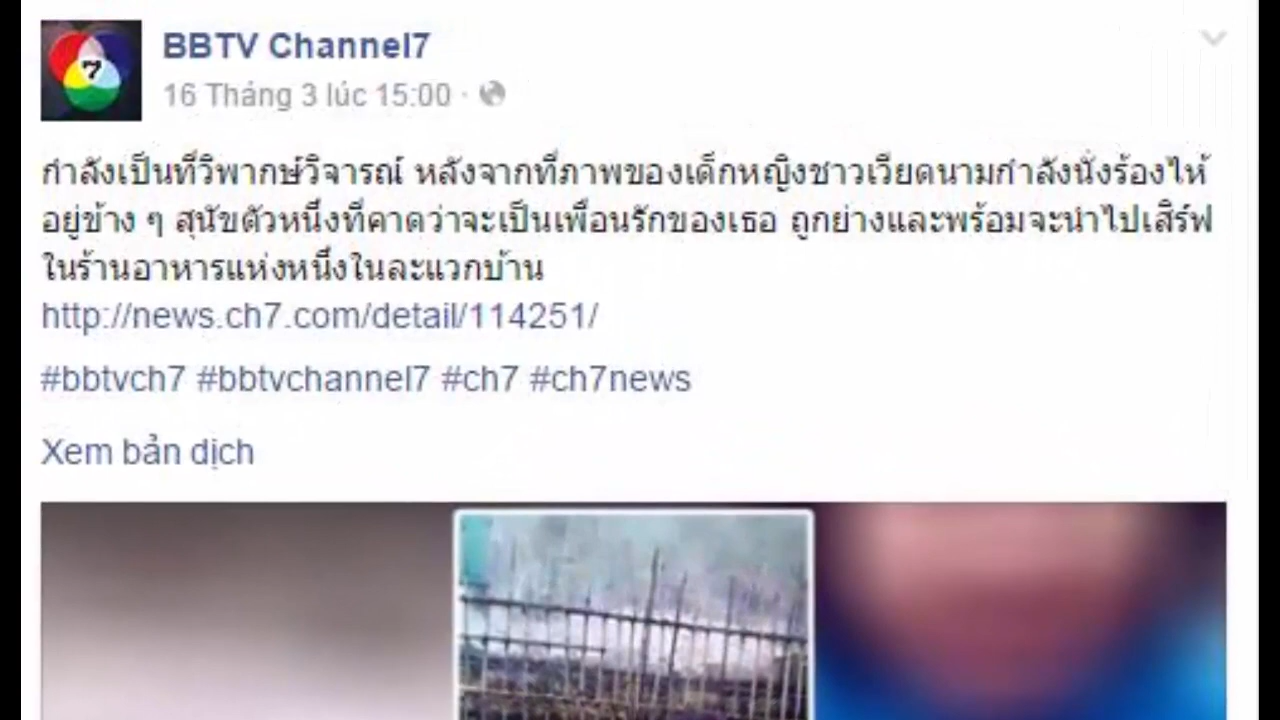 BBTV Channel7
16 Tháng 3 lúc 15:00 ·
กำลังเป็นที่วิพากษ์วิจารณ์ หลังจากที่ภาพของเด็กหญิงชาวเวียดนามกำลังนั่งร้องไห้
อยู่ข้าง ๆ สุนัขตัวหนึ่งที่คาดว่าจะเป็นเพื่อนรักของเธอ ถูกย่างและพร้อมจะนำไปเสิร์ฟ
ในร้านอาหารแห่งหนึ่งในละแวกบ้าน
http://news.ch7.com/detail/114251/
#bbtvch7 #bbtvchannel7 #ch7 #ch7news
Xem bản dịch